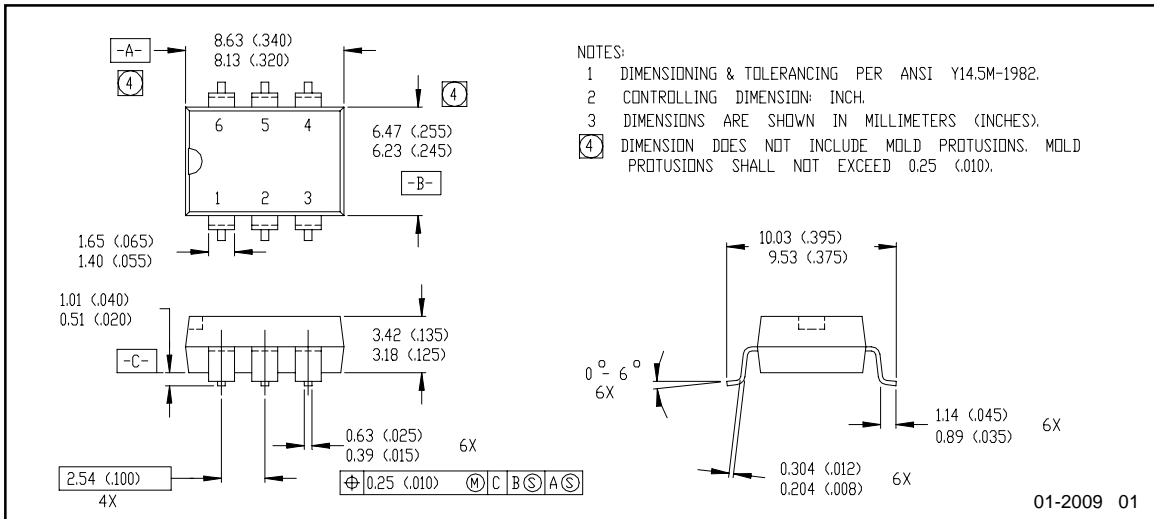 -A-
8.63 (.340)
8.13 (.320)
4
4
6 5 4
1 2 3
6.47 (.255)
6.23 (.245)
-B-
1.65 (.065)
1.40 (.055)
NOTES:
1 DIMENSIONING & TOLERANCING PER ANSI Y14.5M-1982.
2 CONTROLLING DIMENSION: INCH.
3 DIMENSIONS ARE SHOWN IN MILLIMETERS (INCHES).
4 DIMENSION DOES NOT INCLUDE MOLD PROTUSIONS. MOLD
PROTUSIONS SHALL NOT EXCEED 0.25 (.010).
1.01 (.040)
0.51 (.020)
-C-
3.42 (.135)
3.18 (.125)
0.63 (.025)
0.39 (.015)
6X
2.54 (.100)
4X
⌖ 0.25 (.010) Ⓜ C B Ⓢ A Ⓢ
10.03 (.395)
9.53 (.375)
0° - 6°
6X
1.14 (.045)
0.89 (.035)
6X
0.304 (.012)
0.204 (.008)
6X
01-2009 01